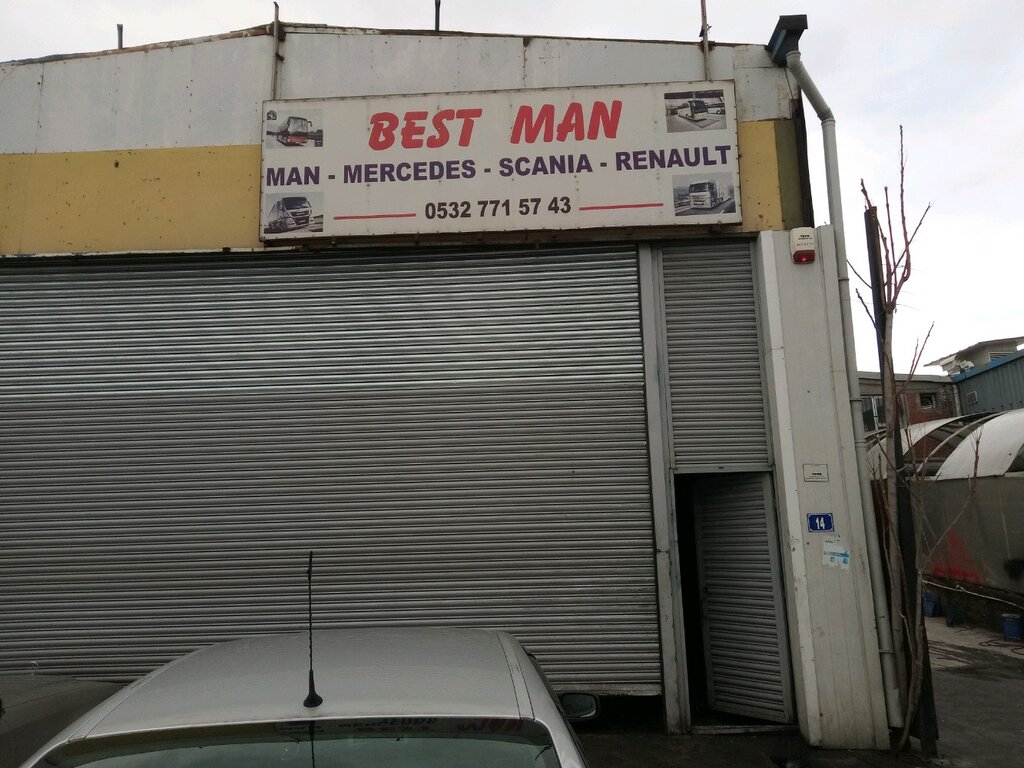 BEST MAN
MAN - MERCEDES - SCANIA - RENAULT
0532 771 57 43
14